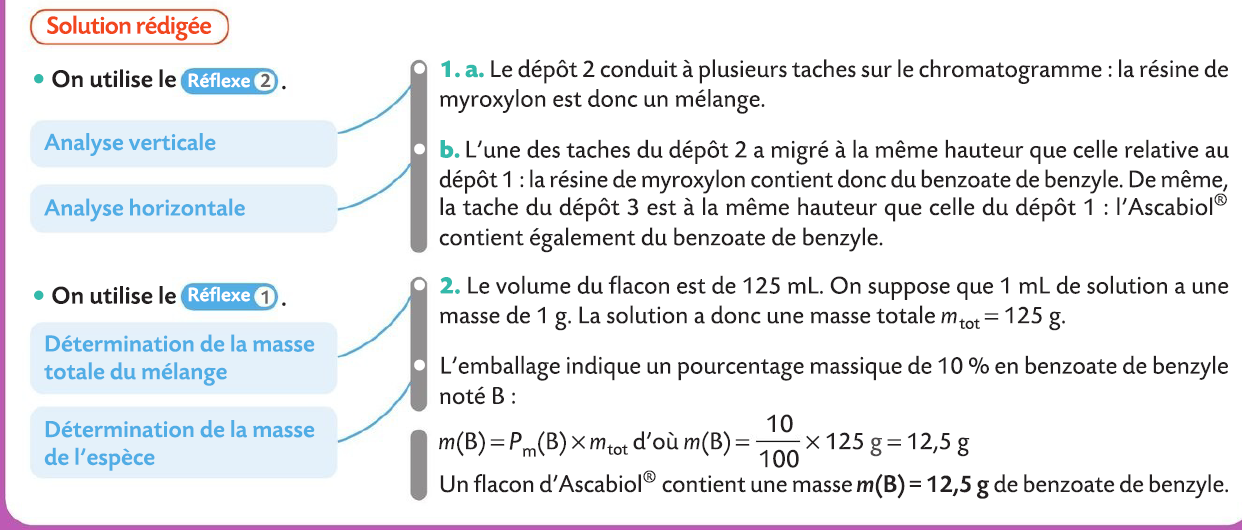 Solution rédigée
• On utilise le Réflexe 2.
Analyse verticale
Analyse horizontale
1. a. Le dépôt 2 conduit à plusieurs taches sur le chromatogramme : la résine de
myroxylon est donc un mélange.
b. L'une des taches du dépôt 2 a migré à la même hauteur que celle relative au
dépôt 1 : la résine de myroxylon contient donc du benzoate de benzyle. De même,
la tache du dépôt 3 est à la même hauteur que celle du dépôt 1 : l'Ascabiol®
contient également du benzoate de benzyle.
• On utilise le Réflexe 1.
Détermination de la masse
totale du mélange
Détermination de la masse
de l'espèce
2. Le volume du flacon est de 125 mL. On suppose que 1 mL de solution a une
masse de 1 g. La solution a donc une masse totale m_tot = 125 g.
L'emballage indique un pourcentage massique de 10 % en benzoate de benzyle
noté B :
m(B) = P_m(B) × m_tot d'où m(B) = 10/100 × 125 g = 12,5 g
Un flacon d'Ascabiol® contient une masse m(B) = 12,5 g de benzoate de benzyle.